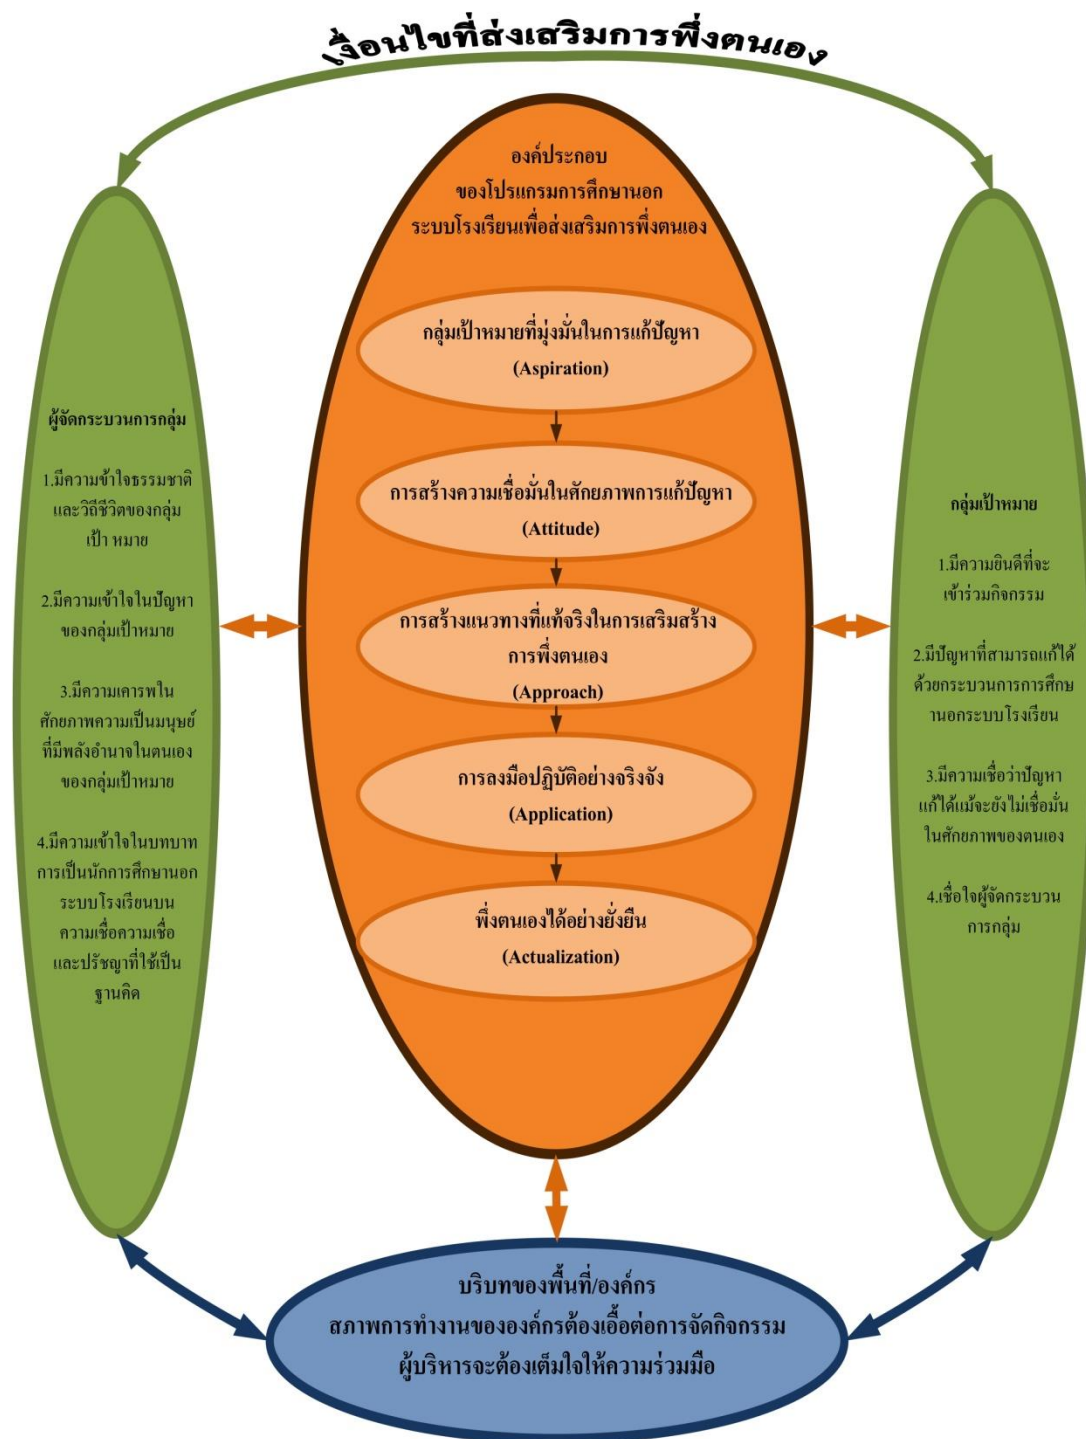 เงื่อนไขที่ส่งเสริมการพึ่งตนเอง
องค์ประกอบ
ของโปรแกรมการศึกษานอก
ระบบโรงเรียนเพื่อส่งเสริมการพึ่งตนเอง
กลุ่มเป้าหมายที่มุ่งมั่นในการแก้ปัญหา
(Aspiration)
การสร้างความเชื่อมั่นในศักยภาพการแก้ปัญหา
(Attitude)
การสร้างแนวทางที่แท้จริงในการเสริมสร้าง
การพึ่งตนเอง
(Approach)
การลงมือปฏิบัติอย่างจริงจัง
(Application)
พึ่งตนเองได้อย่างยั่งยืน
(Actualization)
ผู้จัดกระบวนการกลุ่ม
1.มีความข้าใจธรรมชาติ
และวิถีชีวิตของกลุ่ม
เป้า หมาย
2.มีความเข้าใจในปัญหา
ของกลุ่มเป้าหมาย
3.มีความเคารพใน
ศักยภาพความเป็นมนุษย์
ที่มีพลังอำนาจในตนเอง
ของกลุ่มเป้าหมาย
4.มีความเข้าใจในบทบาท
การเป็นนักการศึกษานอก
ระบบโรงเรียนบน
ความเชื่อความเชื่อ
และปรัชญาที่ใช้เป็น
ฐานคิด
กลุ่มเป้าหมาย
1.มีความยินดีที่จะ
เข้าร่วมกิจกรรม
2.มีปัญหาที่สามารถแก้ได้
ด้วยกระบวนการการศึกษ
านอกระบบโรงเรียน
3.มีความเชื่อว่าปัญหา
แก้ได้แม้จะยังไม่เชื่อมั่น
ในศักยภาพของตนเอง
4.เชื่อใจผู้จัดกระบวน
การกลุ่ม
บริบทของพื้นที่/องค์กร
สภาพการทำงานขององค์กรต้องเอื้อต่อการจัดกิจกรรม
ผู้บริหารจะต้องเต็มใจให้ความร่วมมือ